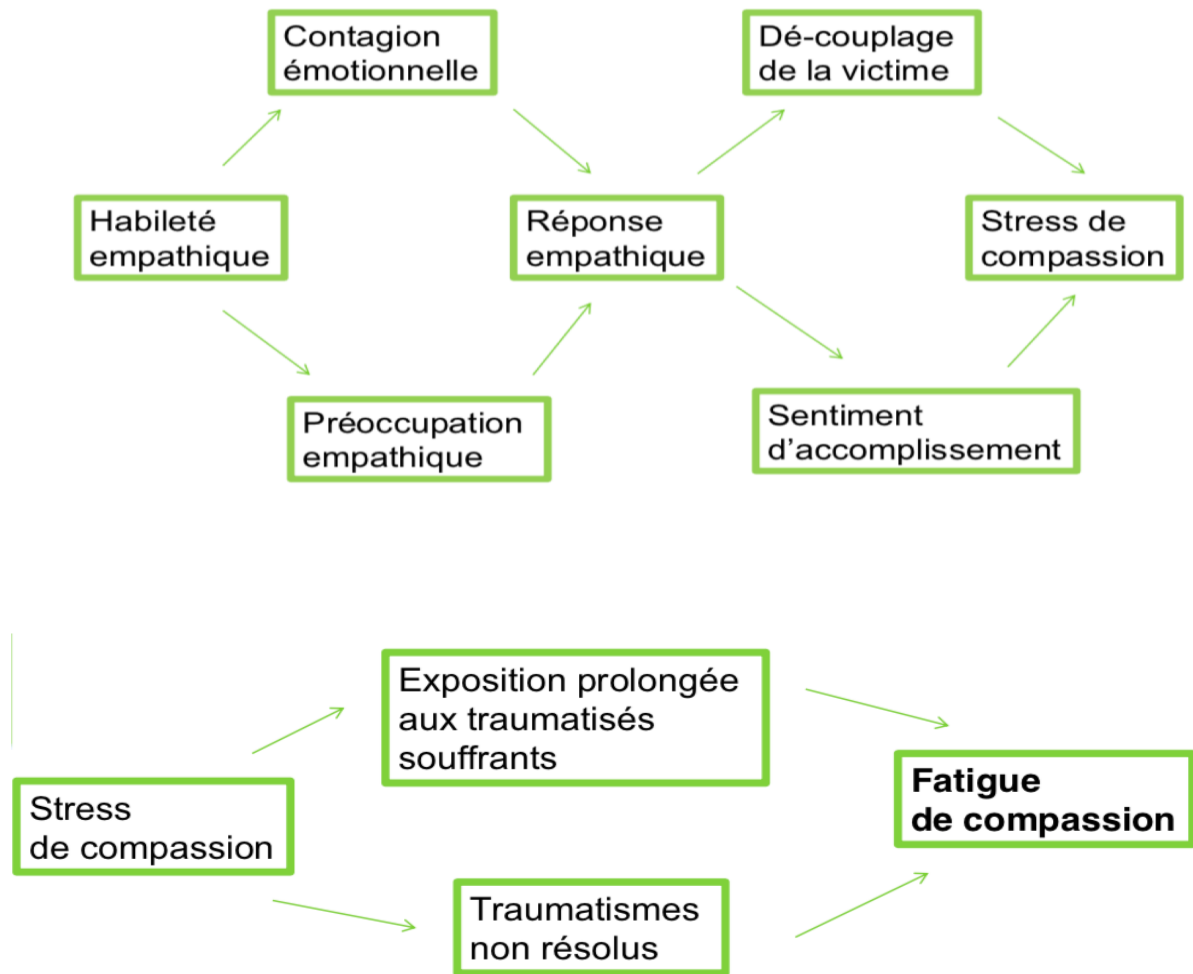 Contagion
émotionnelle
Dé-couplage
de la victime
Habileté
empathique
Réponse
empathique
Stress de
compassion
Préoccupation
empathique
Sentiment
d’accomplissement
Exposition prolongée
aux traumatisés
souffrants
Stress
de compassion
Fatigue
de compassion
Traumatismes
non résolus